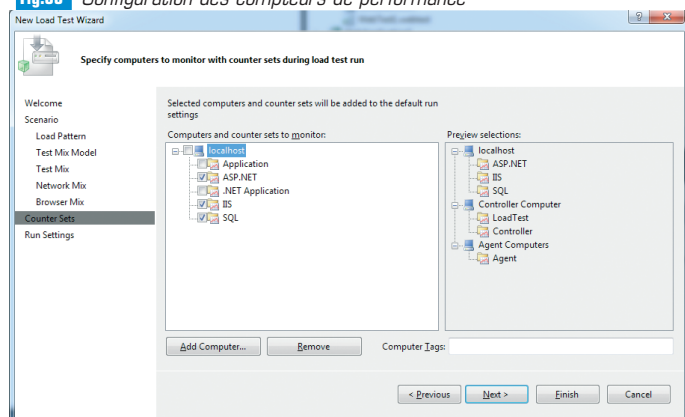 Configuration des compteurs de performance
New Load Test Wizard
Specify computers to monitor with counter sets during load test run
Welcome
Scenario
Load Pattern
Test Mix Model
Test Mix
Network Mix
Browser Mix
Counter Sets
Run Settings
Selected computers and counter sets will be added to the default run
settings
Computers and counter sets to monitor:
localhost
Application
ASP.NET
.NET Application
IIS
SQL
Preview selections:
localhost
ASP.NET
IIS
SQL
Controller Computer
LoadTest
Controller
Agent Computers
Agent
Add Computer...
Remove
Computer Tags:
< Previous
Next >
Finish
Cancel